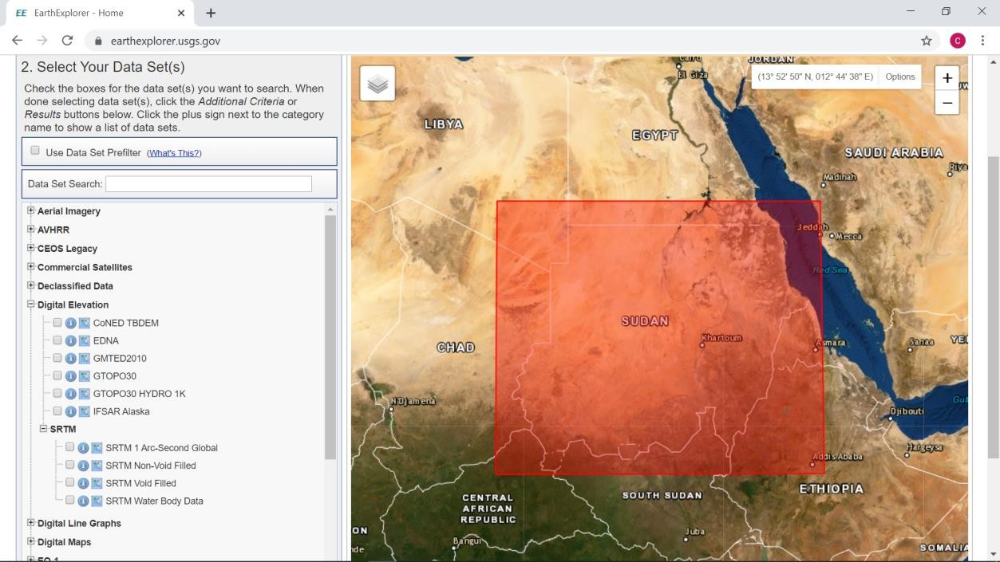 EE EarthExplorer - Home
earthexplorer.usgs.gov
C
2. Select Your Data Set(s)
Check the boxes for the data set(s) you want to search. When
done selecting data set(s), click the Additional Criteria or
Results buttons below. Click the plus sign next to the category
name to show a list of data sets.
Use Data Set Prefilter (What's This?)
Data Set Search:
Aerial Imagery
AVHRR
CEOS Legacy
Commercial Satellites
Declassified Data
Digital Elevation
CoNED TBDEM
EDNA
GMTED2010
GTOPO30
GTOPO30 HYDRO 1K
IFSAR Alaska
SRTM
SRTM 1 Arc-Second Global
SRTM Non-Void Filled
SRTM Void Filled
SRTM Water Body Data
Digital Line Graphs
Digital Maps
EO-1
Cairo
JORDAN
El Giza
(13° 52' 50" N, 012° 44' 38" E) Options
+
−
LIBYA
EGYPT
SAUDI ARABIA
Riya
Madinah
Jeddah
Mecca
Red Sea
SUDAN
CHAD
Khartoum
Asmara
Sanaa
YE
N'Djamena
Gul
Djibouti
Hargeysa
Addis Ababa
ETHIOPIA
CENTRAL
AFRICAN
REPUBLIC
SOUTH SUDAN
ON
Juba
Bangui
nde
SOMALIA